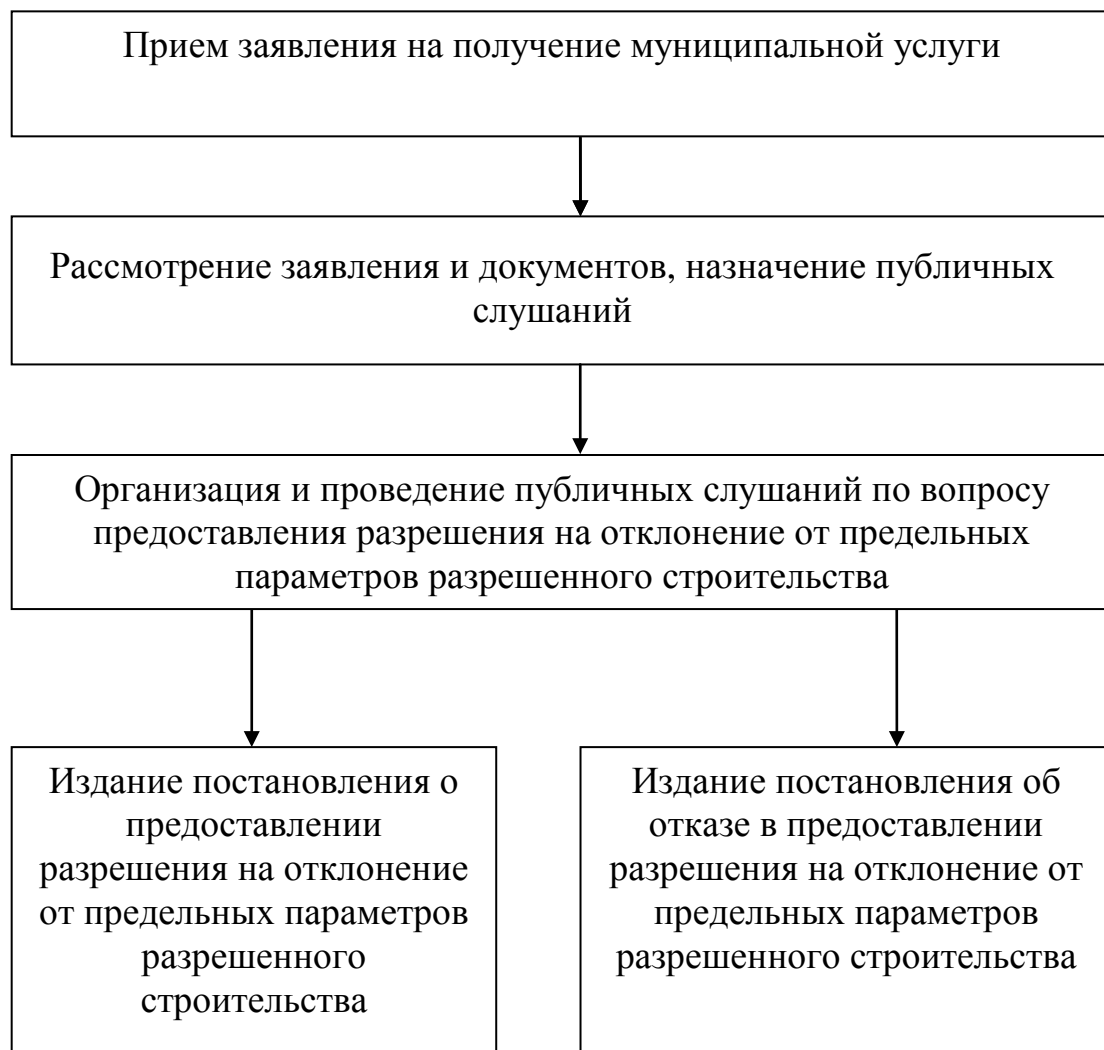 Прием заявления на получение муниципальной услуги
Рассмотрение заявления и документов, назначение публичных
слушаний
Организация и проведение публичных слушаний по вопросу
предоставления разрешения на отклонение от предельных
параметров разрешенного строительства
Издание постановления о
предоставлении
разрешения на отклонение
от предельных параметров
разрешенного
строительства
Издание постановления об
отказе в предоставлении
разрешения на отклонение от
предельных параметров
разрешенного строительства